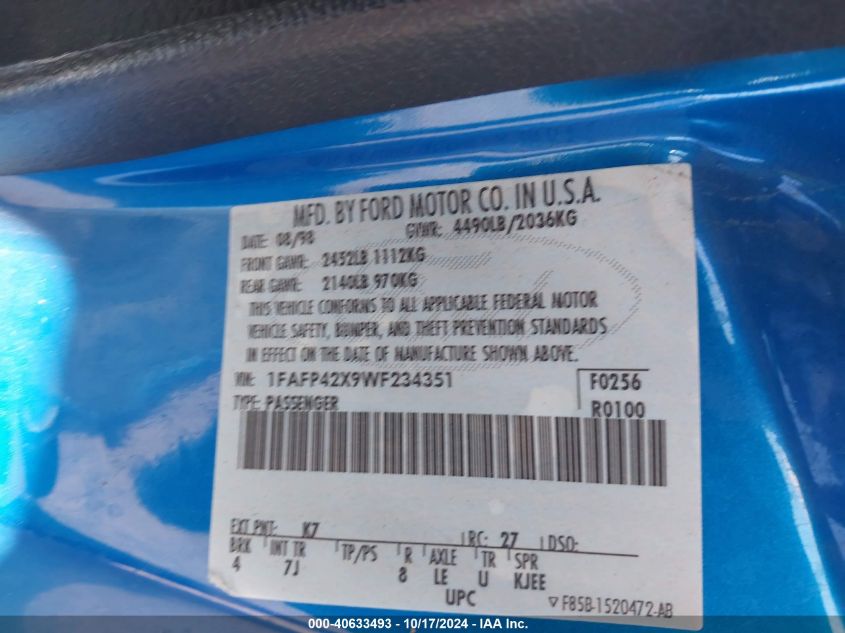 MFD. BY FORD MOTOR CO. IN U.S.A.
DATE: 08/98 GVWR: 4490LB/2036KG
FRONT GAWR: 2452LB 1112KG
REAR GAWR: 2140LB 970KG
THIS VEHICLE CONFORMS TO ALL APPLICABLE FEDERAL MOTOR
VEHICLE SAFETY, BUMPER, AND THEFT PREVENTION STANDARDS
IN EFFECT ON THE DATE OF MANUFACTURE SHOWN ABOVE.
VIN: 1FAFP42X9WF234351 F0256
TYPE: PASSENGER R0100
EXT PNT: K7 RC: 27 DSO:
BRK INT TR TP/PS R AXLE TR SPR
4 7J 8 LE U KJEE
UPC ▽ F85B-1520472-AB
000-40633493 - 10/17/2024 - IAA Inc.